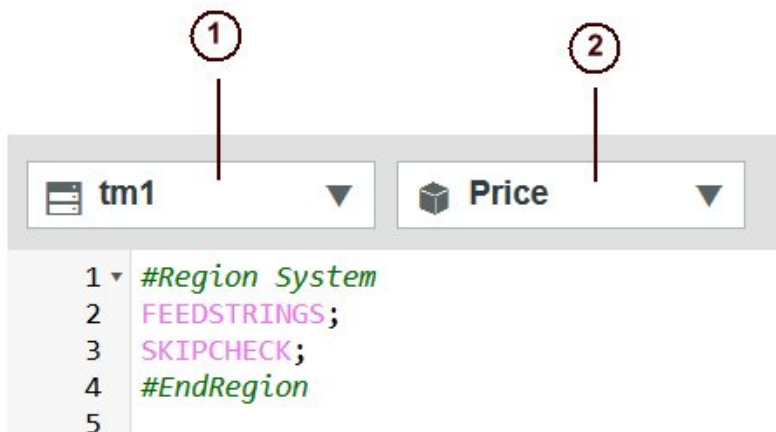 1 2
tm1 Price
1 #Region System
2 FEEDSTRINGS;
3 SKIPCHECK;
4 #EndRegion
5